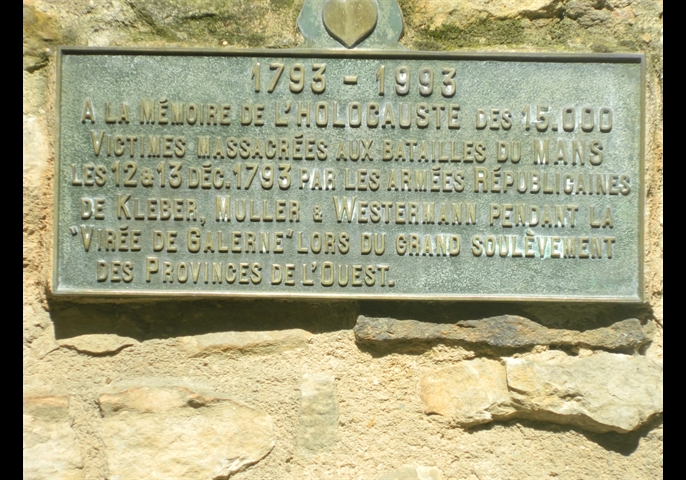 1793 - 1993
A LA MÉMOIRE DE L'HOLOCAUSTE DES 15.000
VICTIMES MASSACRÉES AUX BATAILLES DU MANS
LES 12 & 13 DÉC. 1793 PAR LES ARMÉES RÉPUBLICAINES
DE KLEBER, MULLER & WESTERMANN PENDANT LA
"VIRÉE DE GALERNE" LORS DU GRAND SOULÈVEMENT
DES PROVINCES DE L'OUEST.